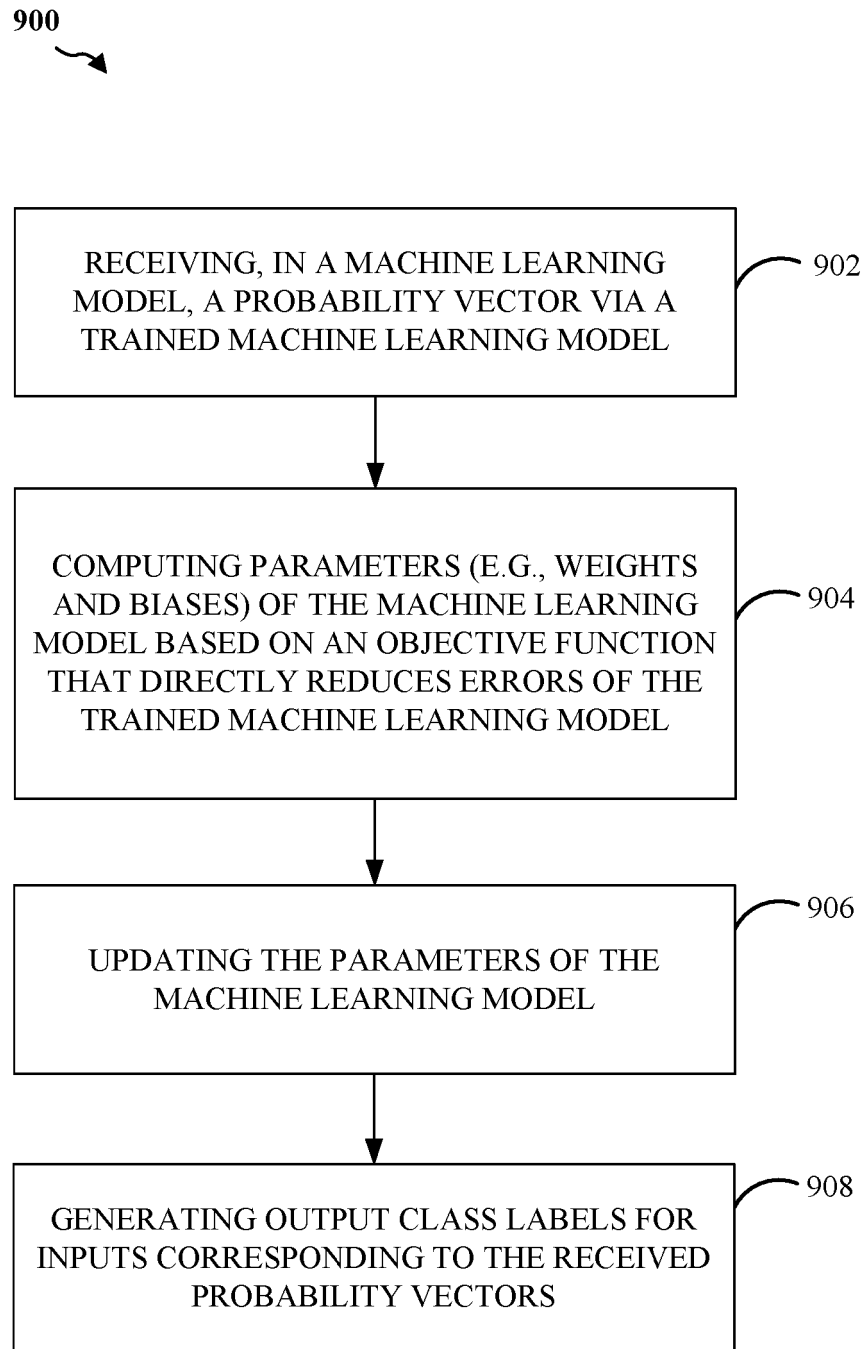 900
RECEIVING, IN A MACHINE LEARNING
MODEL, A PROBABILITY VECTOR VIA A
TRAINED MACHINE LEARNING MODEL
902
COMPUTING PARAMETERS (E.G., WEIGHTS
AND BIASES) OF THE MACHINE LEARNING
MODEL BASED ON AN OBJECTIVE FUNCTION
THAT DIRECTLY REDUCES ERRORS OF THE
TRAINED MACHINE LEARNING MODEL
904
UPDATING THE PARAMETERS OF THE
MACHINE LEARNING MODEL
906
GENERATING OUTPUT CLASS LABELS FOR
INPUTS CORRESPONDING TO THE RECEIVED
PROBABILITY VECTORS
908